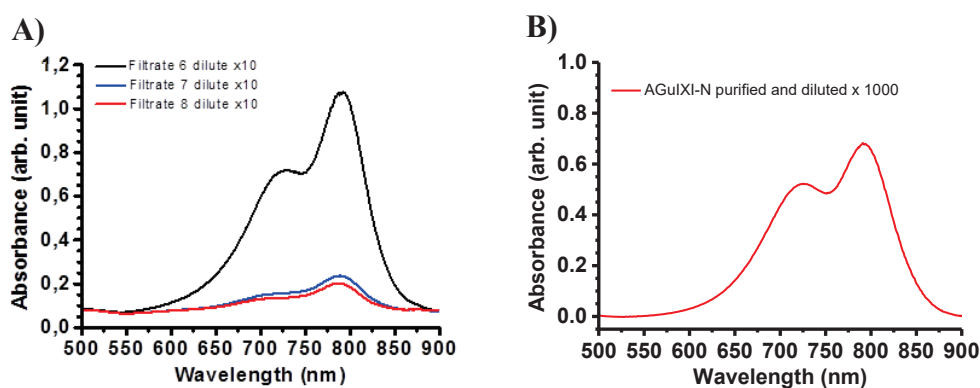 A)
Filtrate 6 dilute x10
Filtrate 7 dilute x10
Filtrate 8 dilute x10
Absorbance (arb. unit)
1,2
1,0
0,8
0,6
0,4
0,2
0,0
500 550 600 650 700 750 800 850 900
Wavelength (nm)
B)
AGuIXI-N purified and diluted x 1000
Absorbance (arb. unit)
1.0
0.8
0.6
0.4
0.2
0.0
500 550 600 650 700 750 800 850 900
Wavelength (nm)